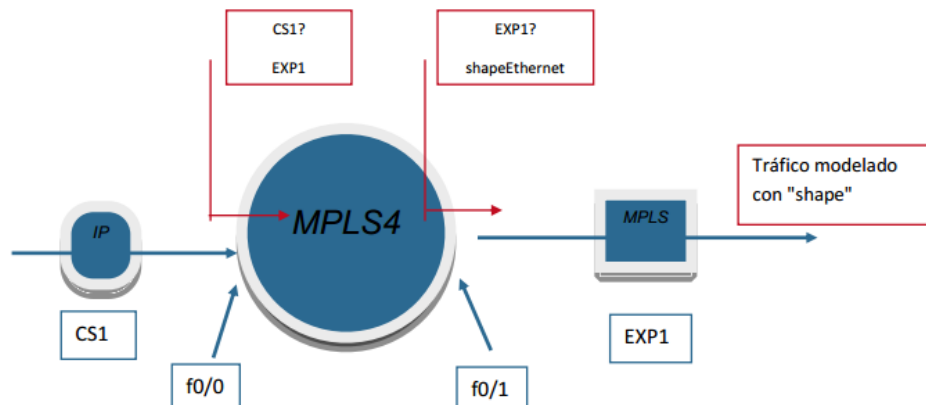 CS1?
EXP1
EXP1?
shapeEthernet
Tráfico modelado
con "shape"
IP
MPLS4
MPLS
CS1
EXP1
f0/0
f0/1